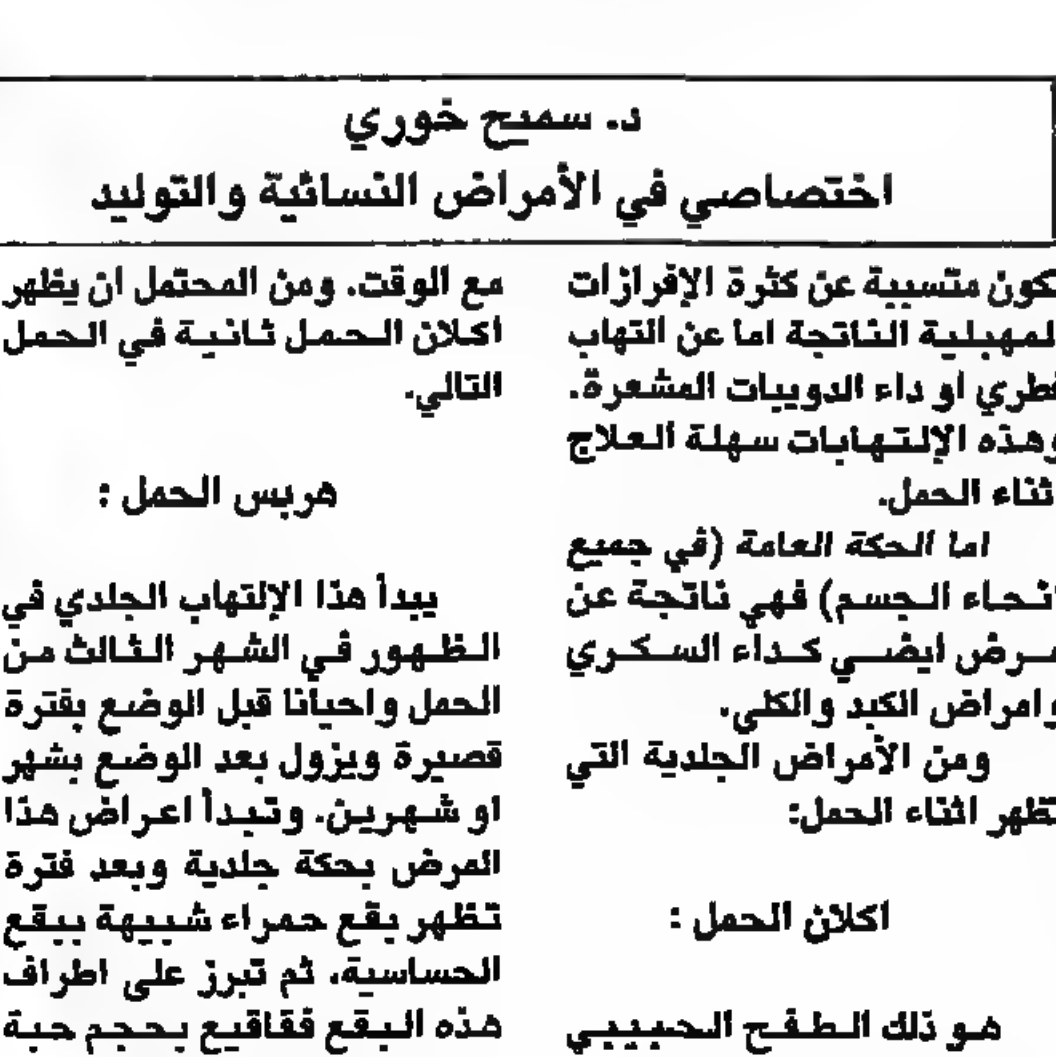 د. سميح خوري
اختصاصي في الأمراض النسائية والتوليد
تكون متسببة عن كثرة الإفرازات
المهبلية الناتجة اما عن التهاب
فطري او داء الدويبات المشعرة.
وهذه الإلتهابات سهلة العلاج
اثناء الحمل.
اما الحكة العامة (في جميع
انحاء الجسم) فهي ناتجة عن
مرض ايضي كداء السكري
وامراض الكبد والكلي.
ومن الأمراض الجلدية التي
تظهر اثناء الحمل:
اكلان الحمل :
هو ذلك الطفح الحبيبي
مع الوقت. ومن المحتمل ان يظهر
اكلان الحمل ثانية في الحمل
التالي.
هربس الحمل :
يبدأ هذا الإلتهاب الجلدي في
الظهور في الشهر الثالث من
الحمل واحيانا قبل الوضع بفترة
قصيرة ويزول بعد الوضع بشهر
او شهرين. وتبدأ اعراض هذا
المرض بحكة جلدية وبعد فترة
تظهر بقع حمراء شبيهة ببقع
الحساسية. ثم تبرز على اطراف
هذه البقع فقاقيع بحجم حبة